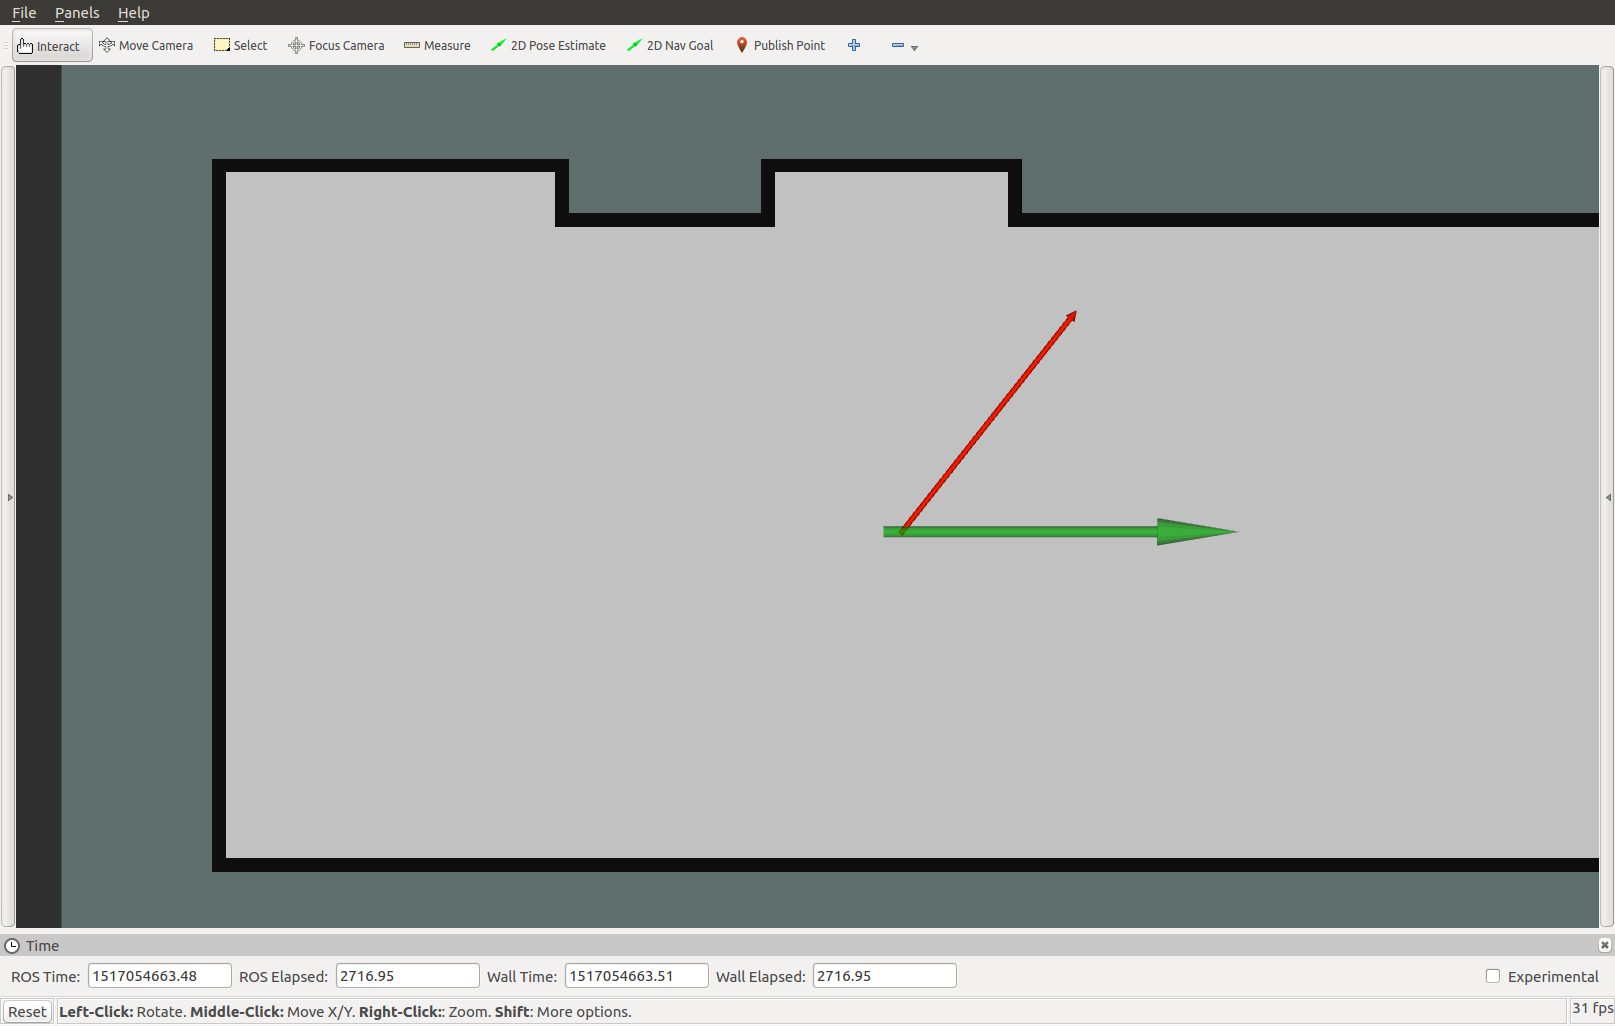 File Panels Help
Interact Move Camera Select Focus Camera Measure 2D Pose Estimate 2D Nav Goal Publish Point
Time
ROS Time: 1517054663.48 ROS Elapsed: 2716.95 Wall Time: 1517054663.51 Wall Elapsed: 2716.95 Experimental
Reset Left-Click: Rotate. Middle-Click: Move X/Y. Right-Click:: Zoom. Shift: More options. 31 fps